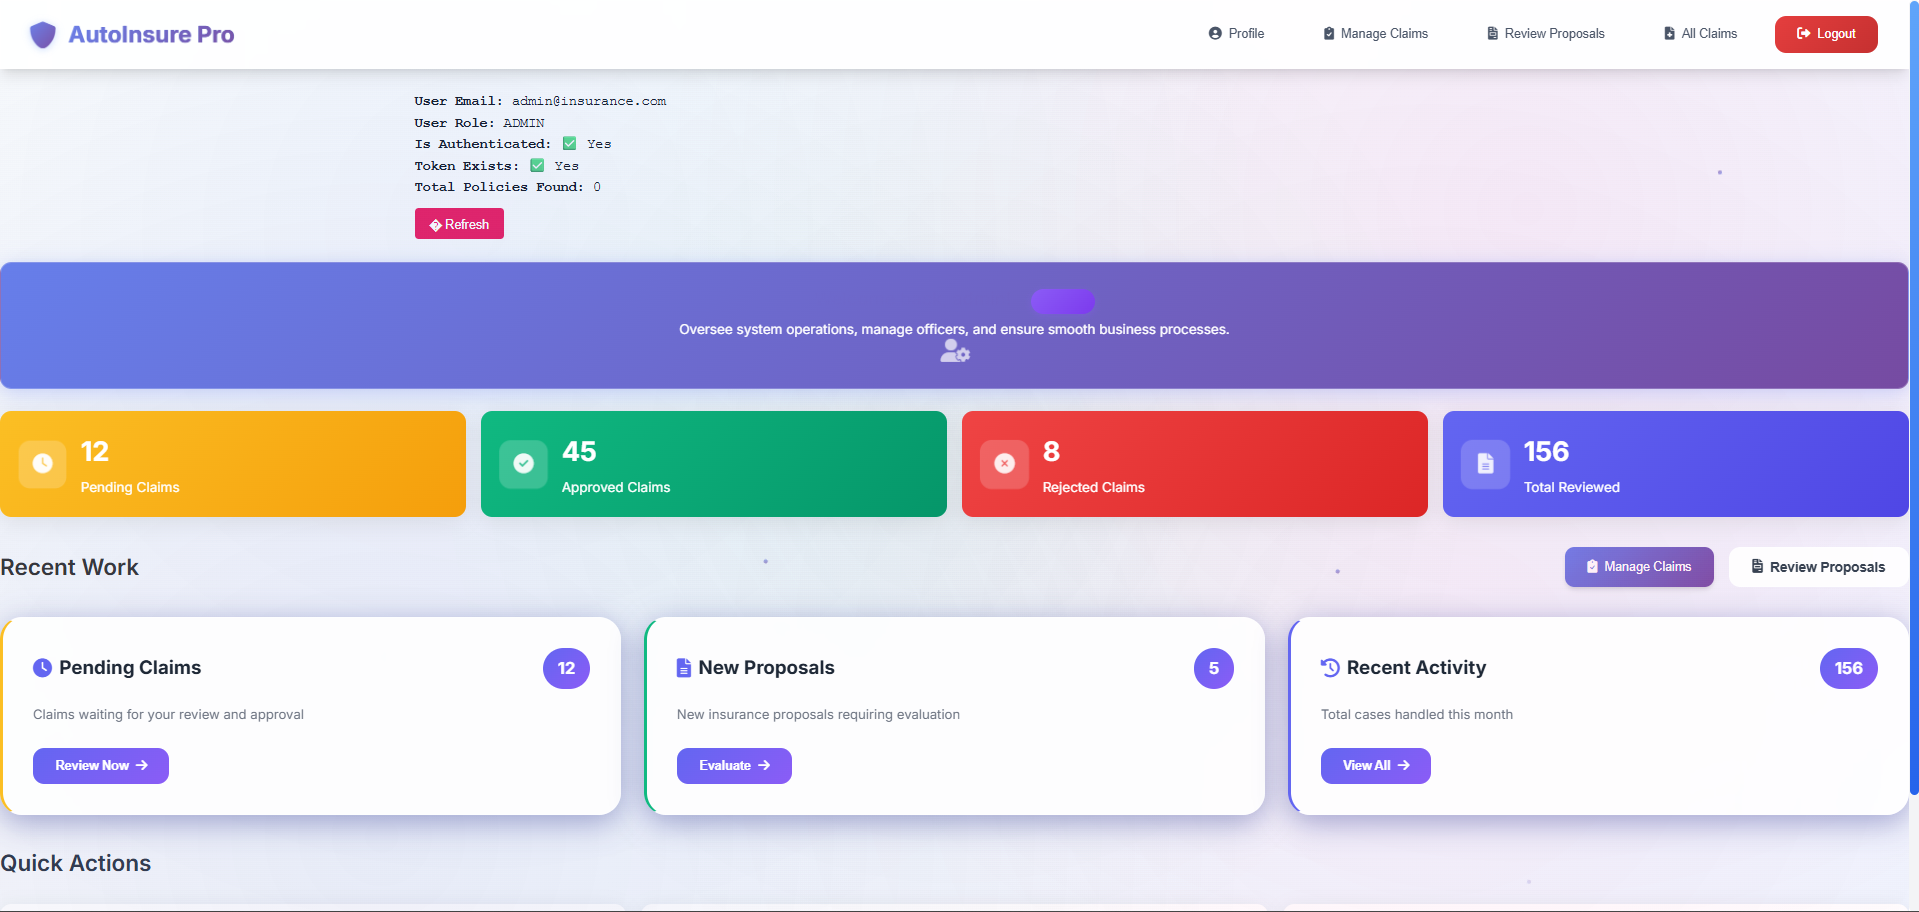 AutoInsure Pro
Profile
Manage Claims
Review Proposals
All Claims
Logout
User Email: admin@insurance.com
User Role: ADMIN
Is Authenticated: ✅ Yes
Token Exists: ✅ Yes
Total Policies Found: 0
Refresh
Oversee system operations, manage officers, and ensure smooth business processes.
12
Pending Claims
45
Approved Claims
8
Rejected Claims
156
Total Reviewed
Recent Work
Manage Claims
Review Proposals
Pending Claims
12
Claims waiting for your review and approval
Review Now →
New Proposals
5
New insurance proposals requiring evaluation
Evaluate →
Recent Activity
156
Total cases handled this month
View All →
Quick Actions